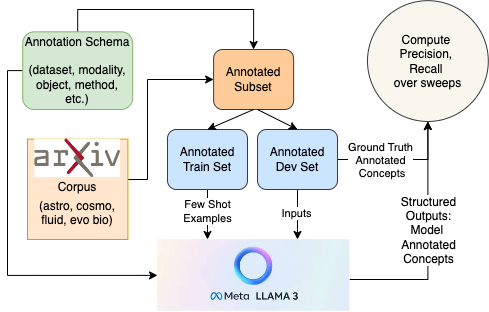 Annotation Schema
(dataset, modality,
object, method,
etc.)
Annotated
Subset
Compute
Precision,
Recall
over sweeps
arXiv
Corpus
(astro, cosmo,
fluid, evo bio)
Annotated
Train Set
Annotated
Dev Set
Ground Truth
Annotated
Concepts
Few Shot
Examples
Inputs
Structured
Outputs:
Model
Annotated
Concepts
Meta LLAMA 3